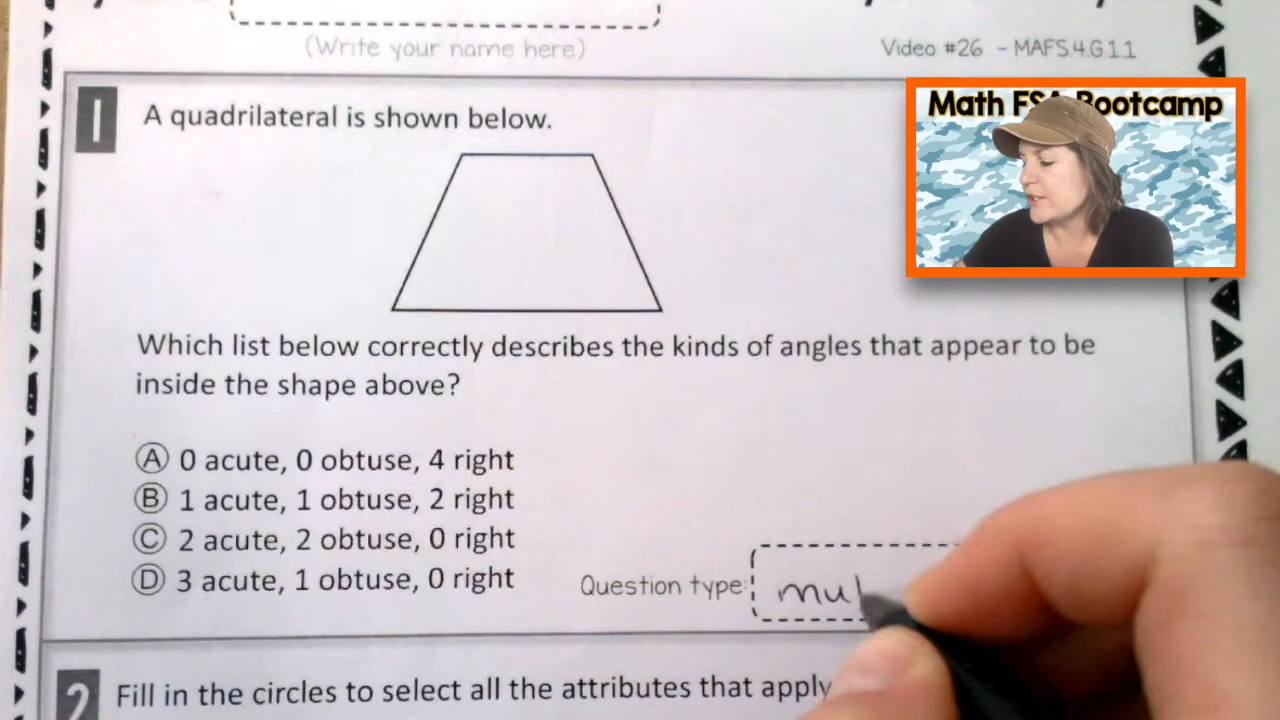 (Write your name here)
Video #26 - MAFS.4.G.1.1
Math FSA Bootcamp
1 A quadrilateral is shown below.
Which list below correctly describes the kinds of angles that appear to be
inside the shape above?
A 0 acute, 0 obtuse, 4 right
B 1 acute, 1 obtuse, 2 right
C 2 acute, 2 obtuse, 0 right
D 3 acute, 1 obtuse, 0 right
Question type: mul
2 Fill in the circles to select all the attributes that apply